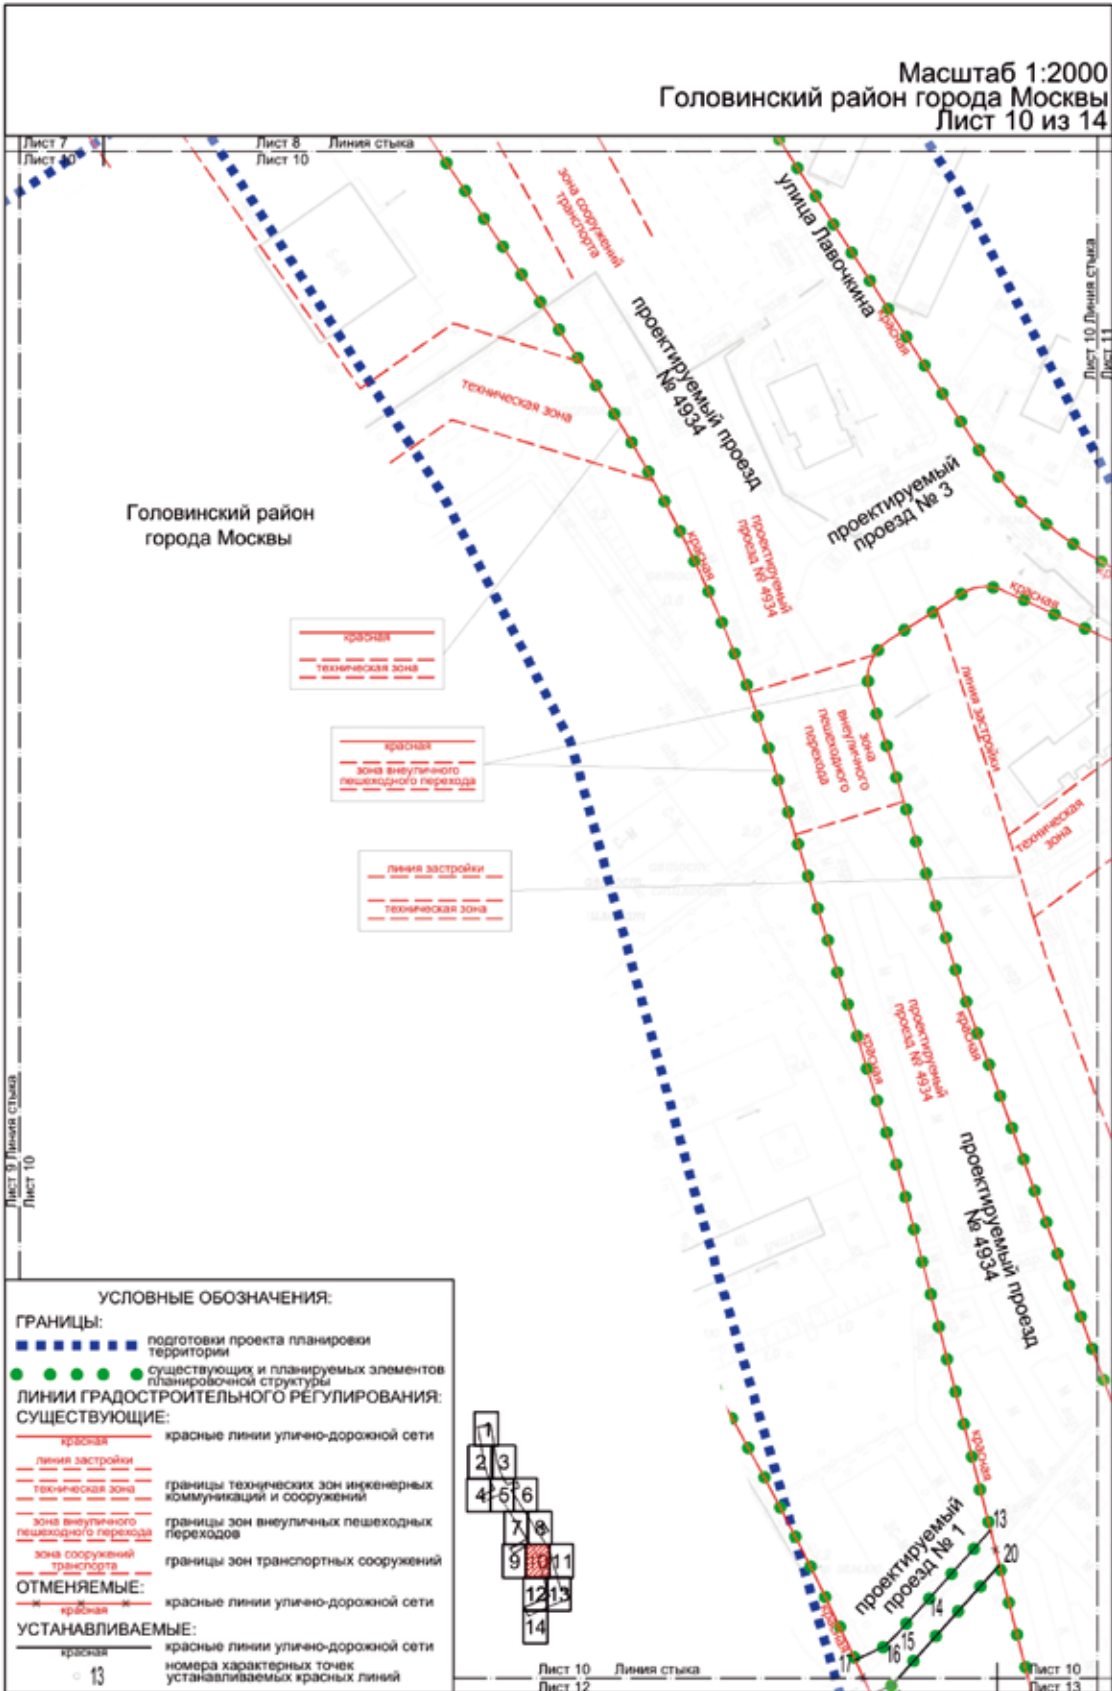 Масштаб 1:2000
Головинский район города Москвы
Лист 10 из 14
Лист 7
Лист 10
Лист 8 Линия стыка
Лист 10
зона сооружений
транспорта
улица Лавочкина
красная
Лист 10 Линия стыка
Лист 11
проектируемый проезд
№ 4934
техническая зона
проектируемый
проезд № 3
Головинский район
города Москвы
красная
проектируемый
проезд № 4934
красная
красная
техническая зона
линия застройки
зона
внеуличного
пешеходного
перехода
красная
зона внеуличного
пешеходного перехода
техническая
зона
линия застройки
техническая зона
красная
проектируемый
проезд № 4934
красная
Лист 9 Линия стыка
Лист 10
проектируемый проезд
№ 4934
красная
УСЛОВНЫЕ ОБОЗНАЧЕНИЯ:
ГРАНИЦЫ:
подготовки проекта планировки
территории
существующих и планируемых элементов
планировочной структуры
ЛИНИИ ГРАДОСТРОИТЕЛЬНОГО РЕГУЛИРОВАНИЯ:
СУЩЕСТВУЮЩИЕ:
красная
красные линии улично-дорожной сети
линия застройки
техническая зона
границы технических зон инженерных
коммуникаций и сооружений
зона внеуличного
пешеходного перехода
границы зон внеуличных пешеходных
переходов
зона сооружений
транспорта
границы зон транспортных сооружений
ОТМЕНЯЕМЫЕ:
красная
красные линии улично-дорожной сети
УСТАНАВЛИВАЕМЫЕ:
красная
красные линии улично-дорожной сети
13
номера характерных точек
устанавливаемых красных линий
1
2 3
4 5 6
7 8
9 10 11
12 13
14
проектируемый
проезд № 1
13
20
14
15
16
17
красная
Лист 10 Линия стыка
Лист 12
Лист 10
Лист 13